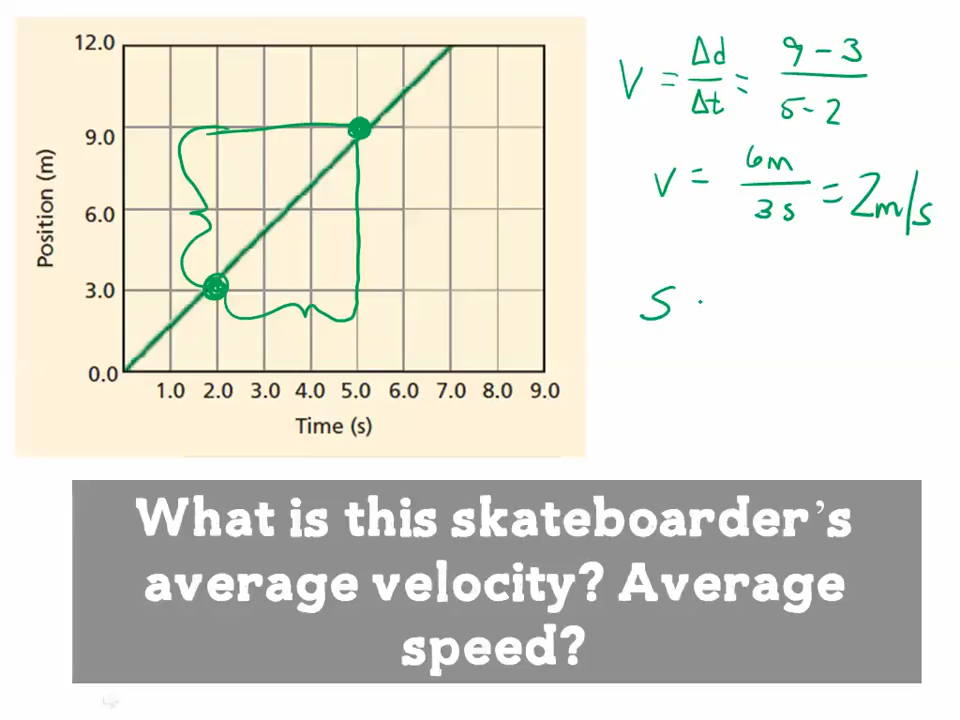 12.0
9.0
6.0
3.0
0.0
Position (m)
1.0 2.0 3.0 4.0 5.0 6.0 7.0 8.0 9.0
Time (s)
V = Δd/Δt = 9 - 3 / 5 - 2
V = 6m / 3s = 2m/s
S
What is this skateboarder's
average velocity? Average
speed?